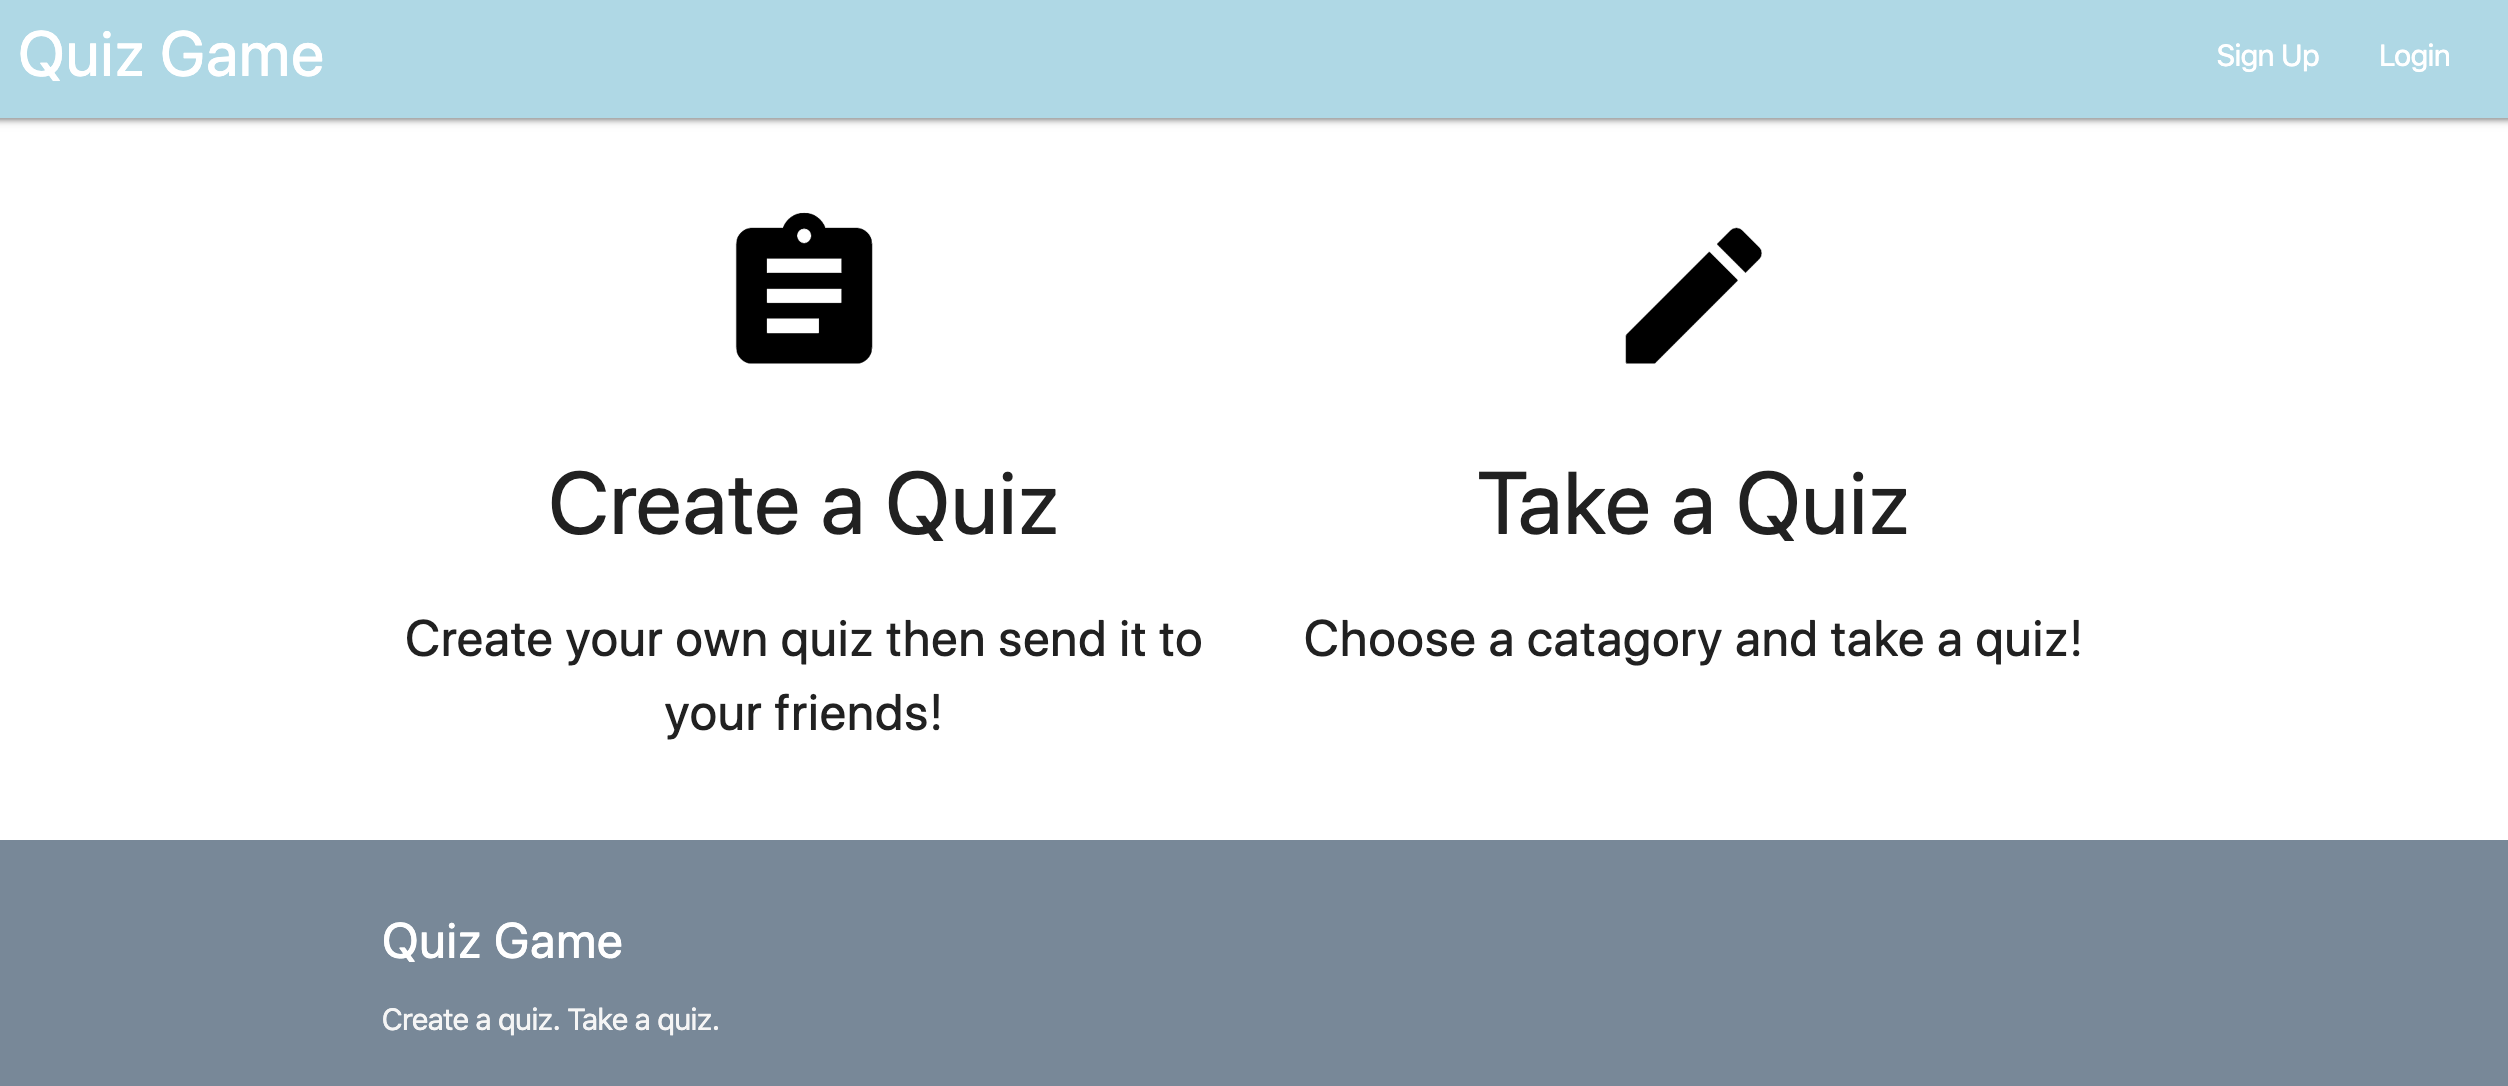 Quiz Game
Sign Up
Login
Create a Quiz
Create your own quiz then send it to
your friends!
Take a Quiz
Choose a catagory and take a quiz!
Quiz Game
Create a quiz. Take a quiz.